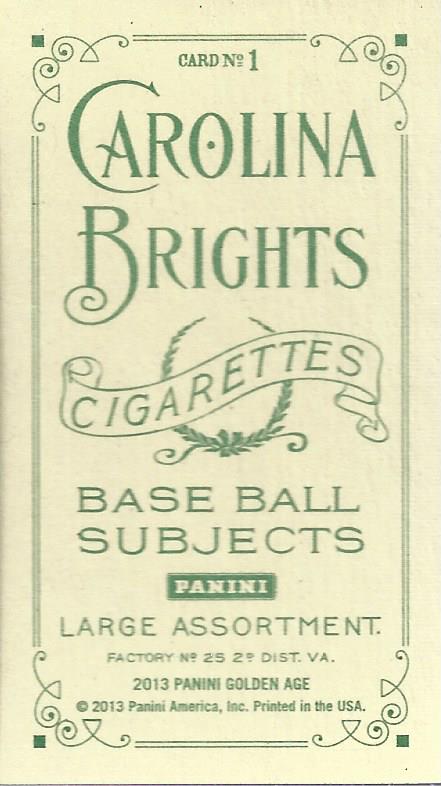 CARD Nº 1
CAROLINA
BRIGHTS
CIGARETTES
BASE BALL
SUBJECTS
PANINI
LARGE ASSORTMENT.
FACTORY Nº 25 2º DIST. VA.
2013 PANINI GOLDEN AGE
© 2013 Panini America, Inc. Printed in the USA.